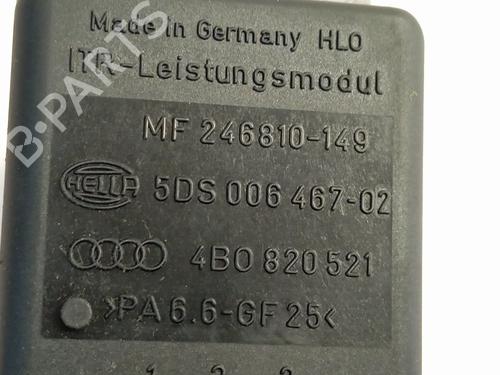 Made in Germany HLO
ITR-Leistungsmodul
MF 246810-149
HELLA 5DS 006 467-02
4B0 820 521
>PA 6.6-GF 25<
B-PARTS